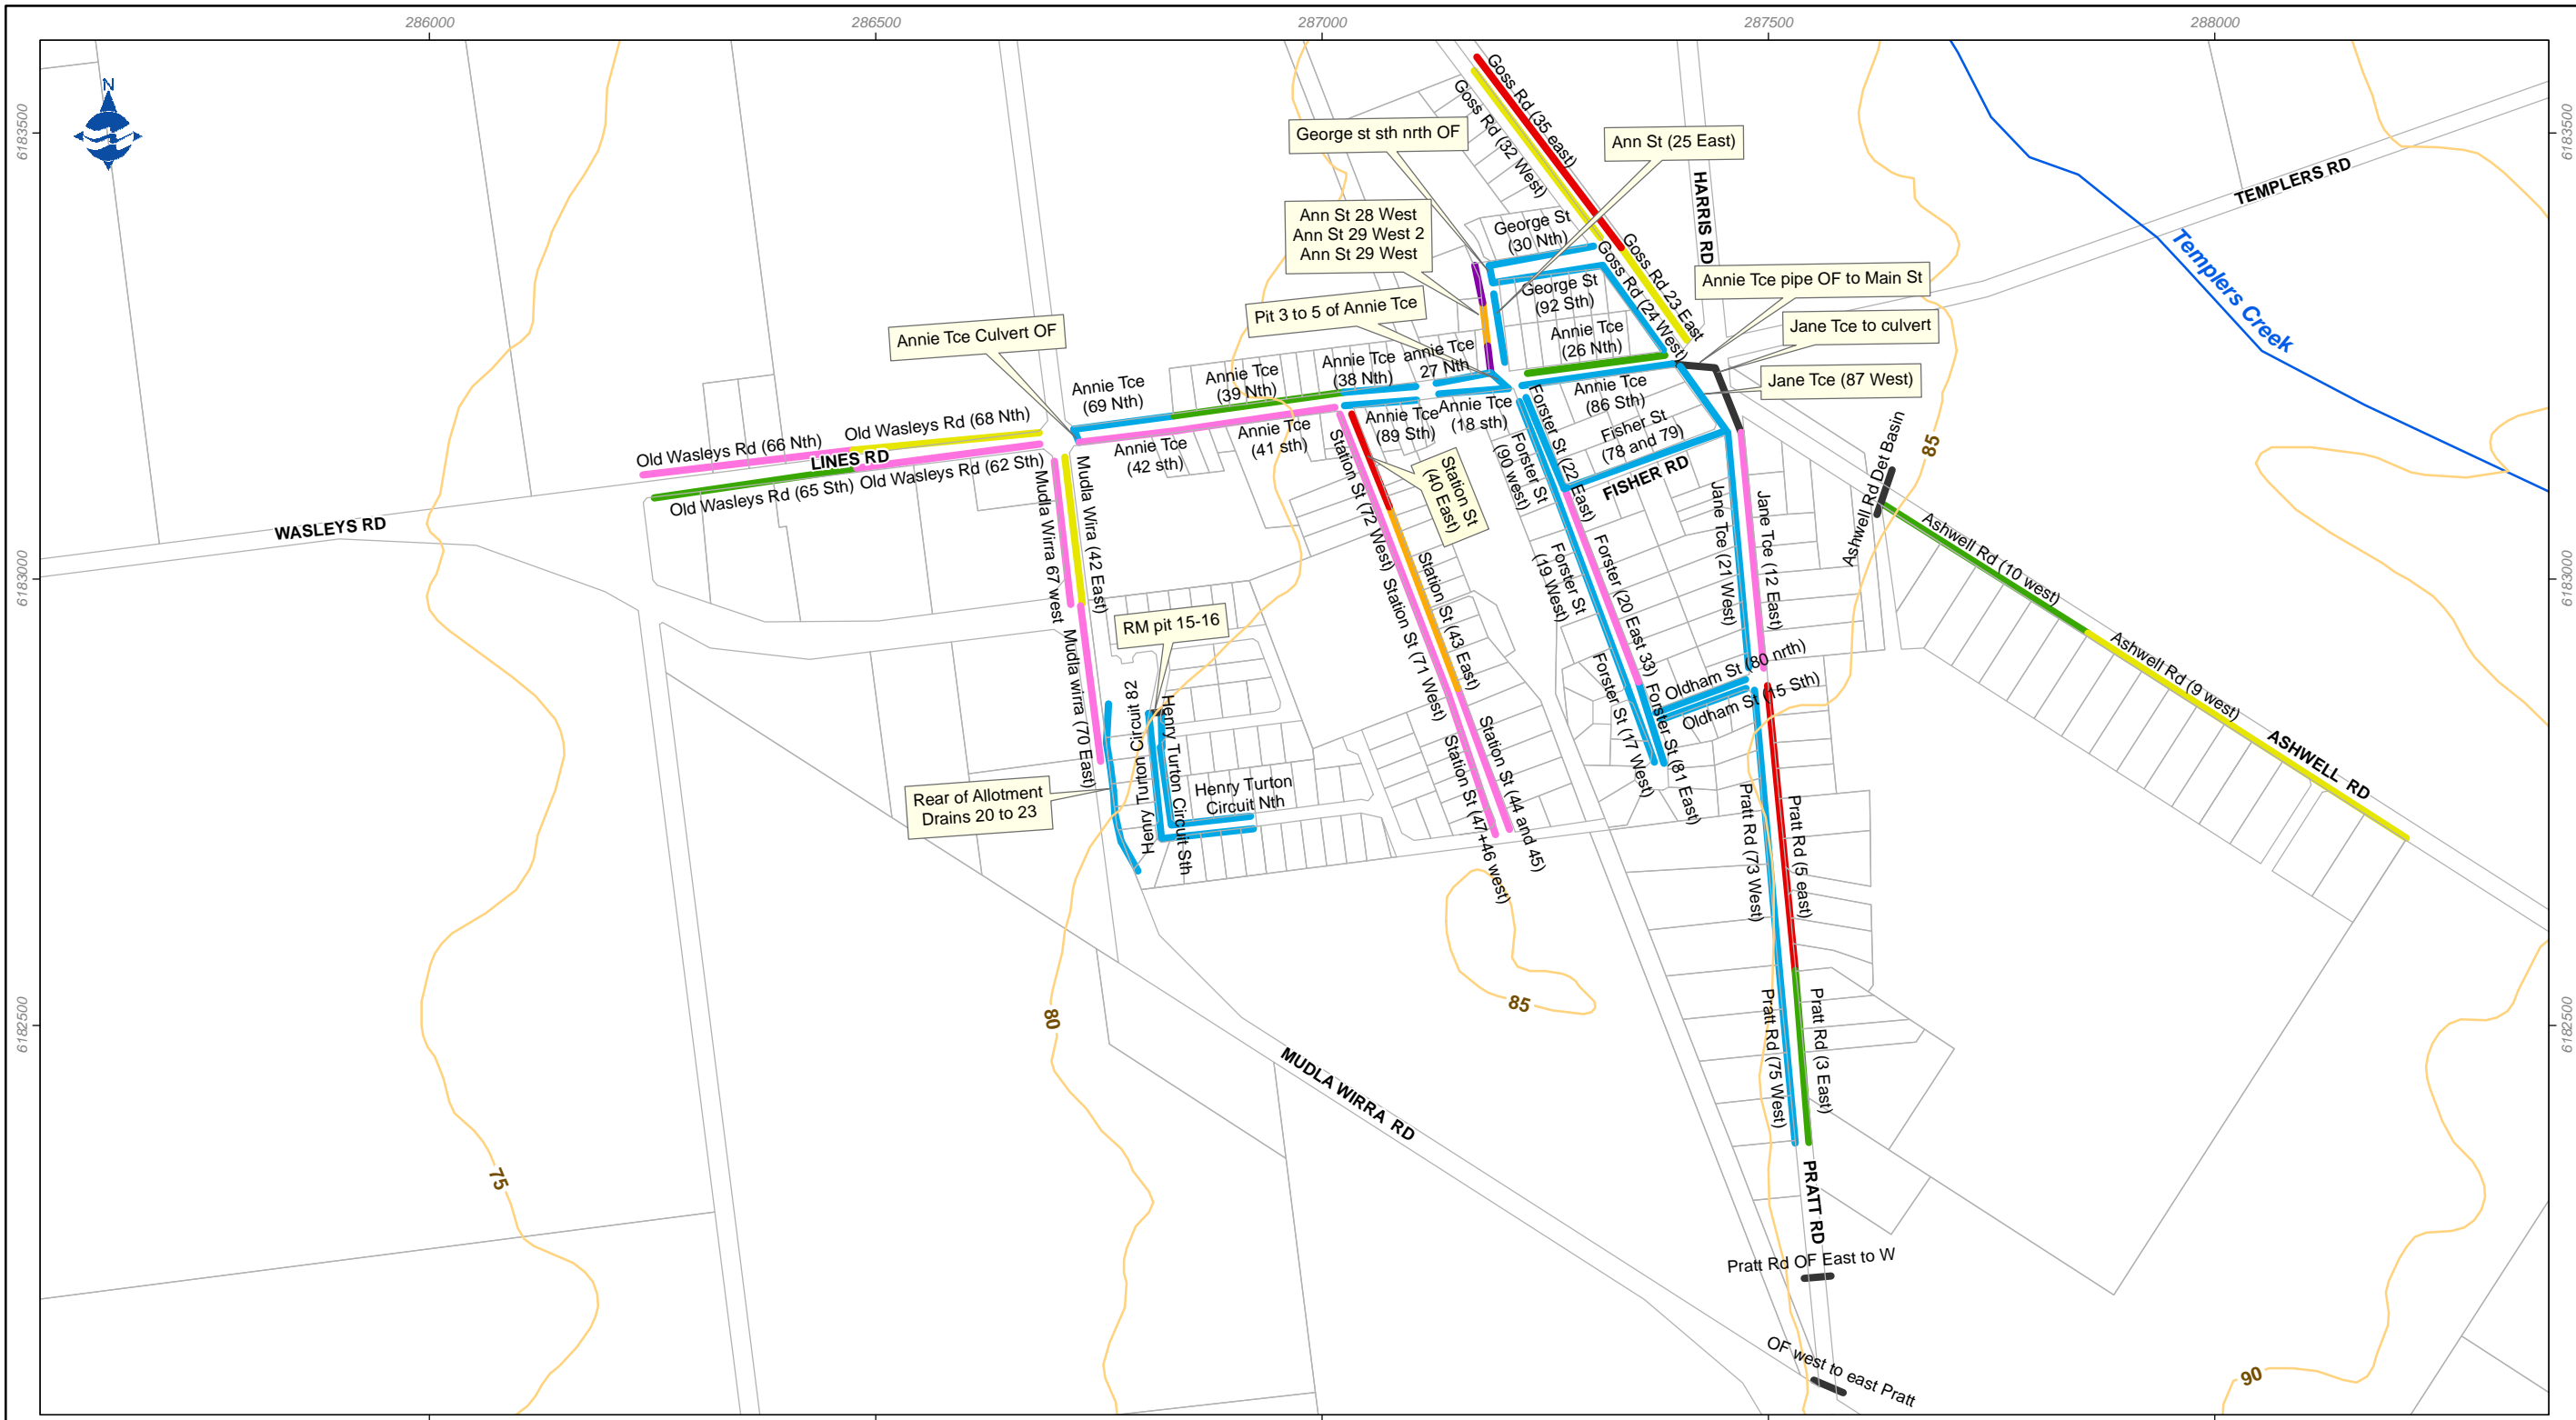 286000
286500
287000
287500
288000
6183500
6183500
6183000
6183000
6182500
6182500
N
Goss Rd (35 east)
Goss Rd (32 West)
George st sth nrth OF
Ann St (25 East)
HARRIS RD
TEMPLERS RD
Templers Creek
Ann St 28 West
Ann St 29 West 2
Ann St 29 West
George St
(30 Nth)
Goss Rd 23 East
Goss Rd (24 West)
George St
(92 Sth)
Annie Tce pipe OF to Main St
Pit 3 to 5 of Annie Tce
Jane Tce to culvert
Annie Tce Culvert OF
Annie Tce
(26 Nth)
annie Tce
27 Nth
Annie Tce
(38 Nth)
Annie Tce
(39 Nth)
Annie Tce
(69 Nth)
Jane Tce (87 West)
Annie Tce
(86 Sth)
Annie Tce
(18 sth)
Annie Tce
(89 Sth)
Annie Tce
(41 sth)
Annie Tce
(42 sth)
Fisher St
(78 and 79)
FISHER RD
Old Wasleys Rd (66 Nth)
Old Wasleys Rd (68 Nth)
LINES RD
Old Wasleys Rd (65 Sth)
Old Wasleys Rd (62 Sth)
WASLEYS RD
Mudla Wirra 67 west
Mudla Wira (42 East)
Mudla wirra (70 East)
Station St (72 West)
Station St
(40 East)
Station St (43 East)
Station St (71 West)
Station St (44 and 45)
Station St (47+46 west)
Forster St (22 East)
Forster St
(90 west)
Forster St
(19 West)
Forster (20 East 33)
Forster St (17 West)
Forster St (81 East)
Jane Tce (21 West)
Jane Tce (12 East)
Oldham St (80 nrth)
Oldham St (15 Sth)
Ashwell Rd Det Basin
Ashwell Rd (10 west)
Ashwell Rd (9 west)
ASHWELL RD
RM pit 15-16
Henry Turton Circuit 82
Henry Turton Circuit Sth
Henry Turton
Circuit Nth
Rear of Allotment
Drains 20 to 23
Pratt Rd (73 West)
Pratt Rd (5 east)
Pratt Rd (75 West)
Pratt Rd (3 East)
PRATT RD
MUDLA WIRRA RD
Pratt Rd OF East to W
OF west to east Pratt
75
80
85
85
90